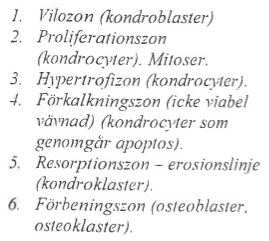 1. Vilozon (kondroblaster)
2. Proliferationszon
(kondrocyter). Mitoser.
3. Hypertrofizon (kondrocyter).
4. Förkalkningszon (icke viabel
vävnad) (kondrocyter som
genomgår apoptos).
5. Resorptionszon – erosionslinje
(kondroklaster).
6. Förbeningszon (osteoblaster,
osteoklaster).